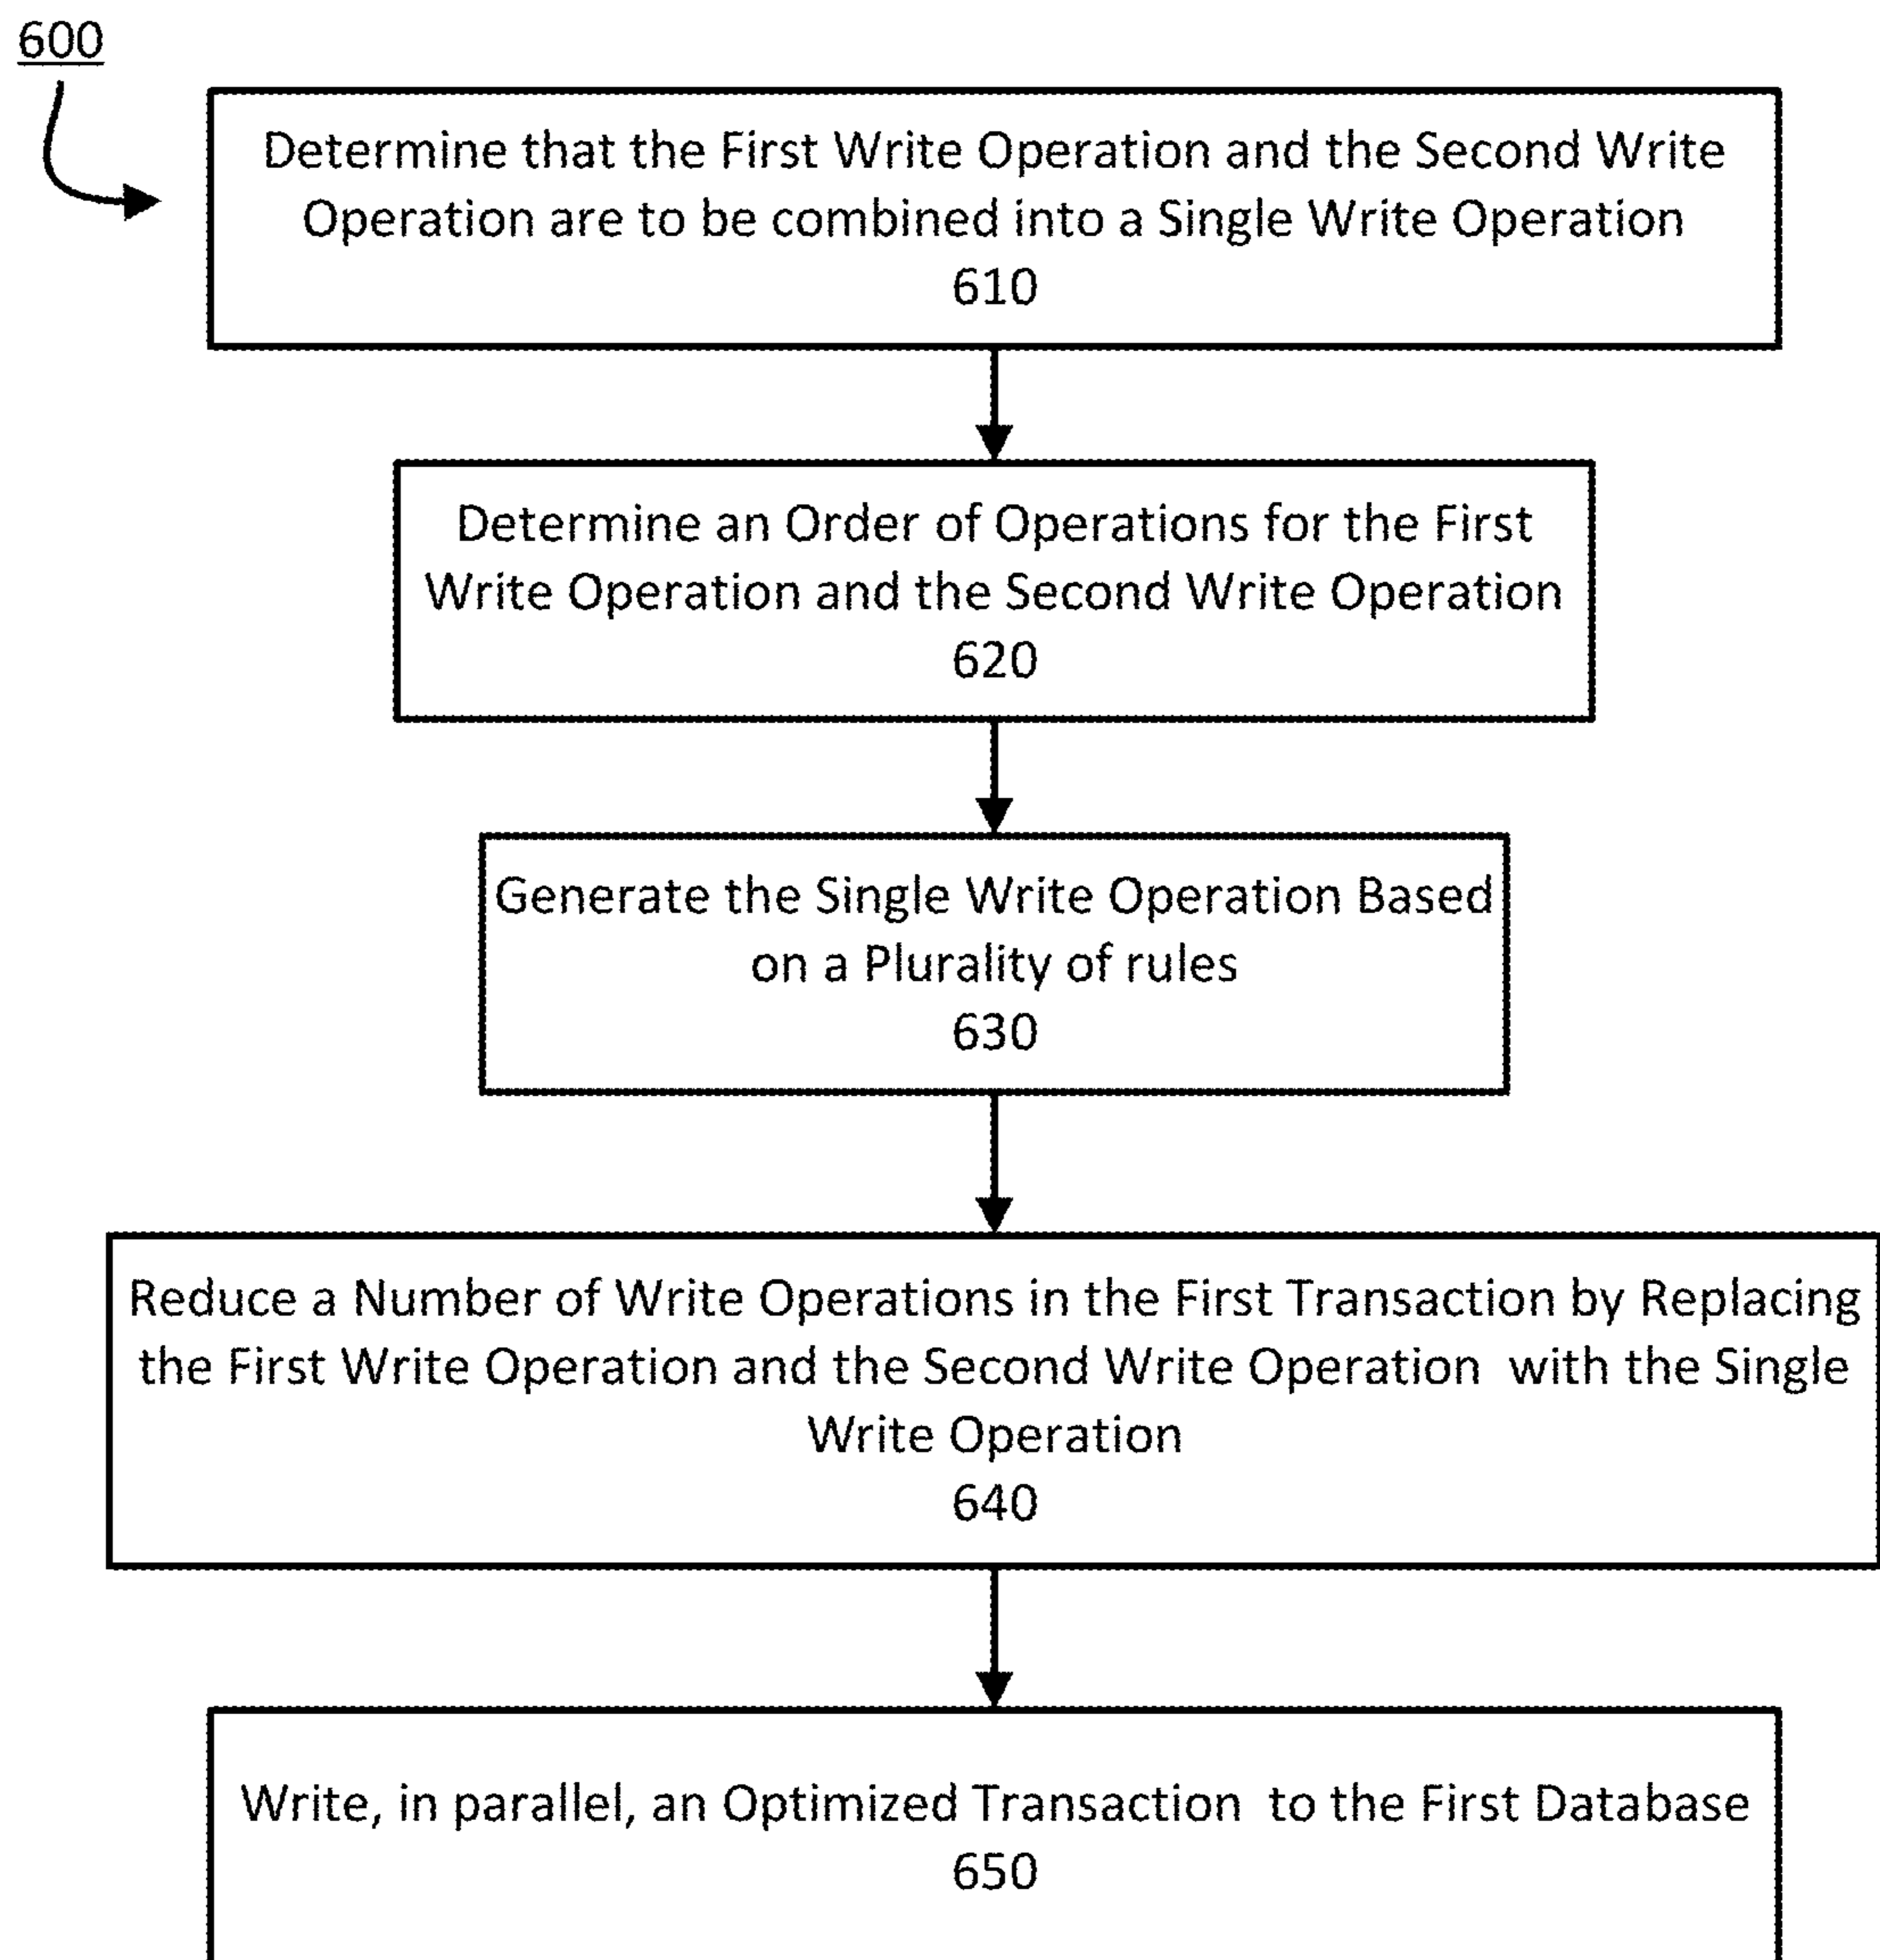 600
Determine that the First Write Operation and the Second Write
Operation are to be combined into a Single Write Operation
610
Determine an Order of Operations for the First
Write Operation and the Second Write Operation
620
Generate the Single Write Operation Based
on a Plurality of rules
630
Reduce a Number of Write Operations in the First Transaction by Replacing
the First Write Operation and the Second Write Operation with the Single
Write Operation
640
Write, in parallel, an Optimized Transaction to the First Database
650